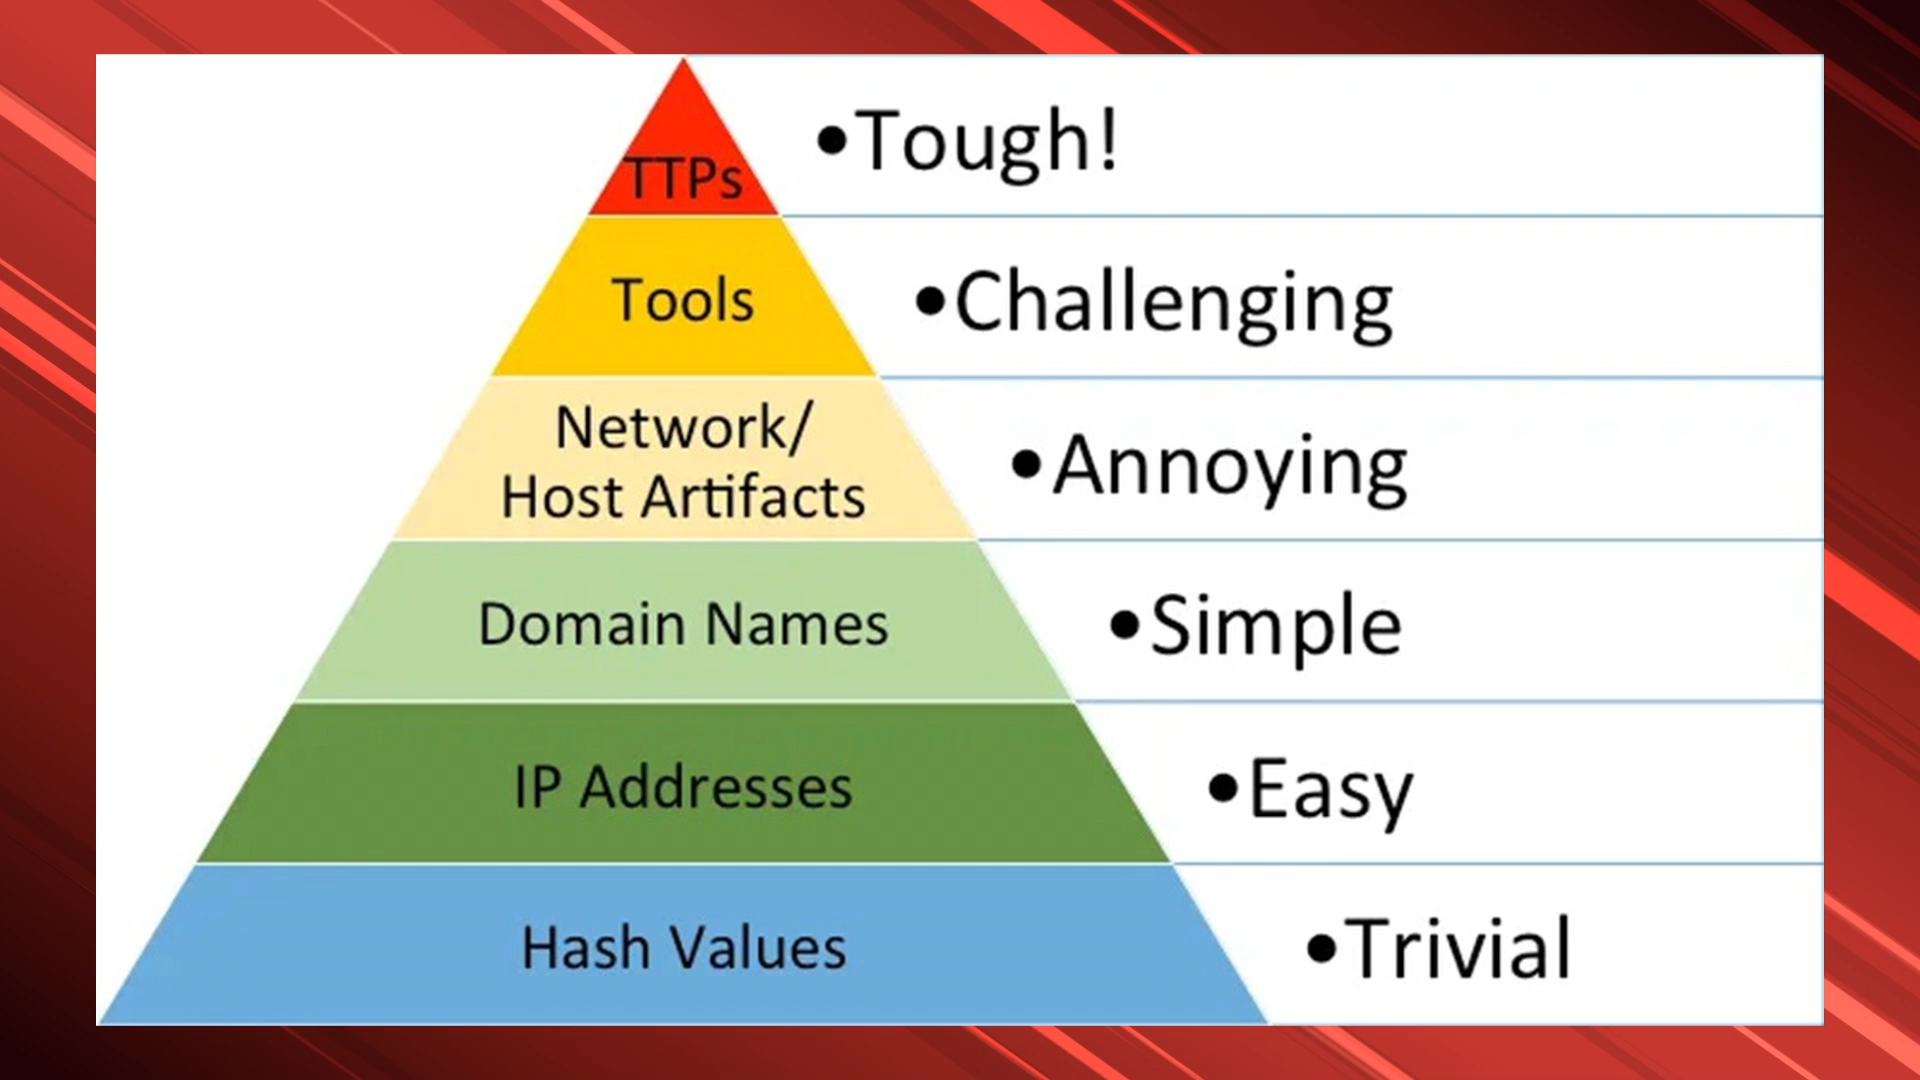 TTPs
•Tough!
Tools
•Challenging
Network/
Host Artifacts
•Annoying
Domain Names
•Simple
IP Addresses
•Easy
Hash Values
•Trivial